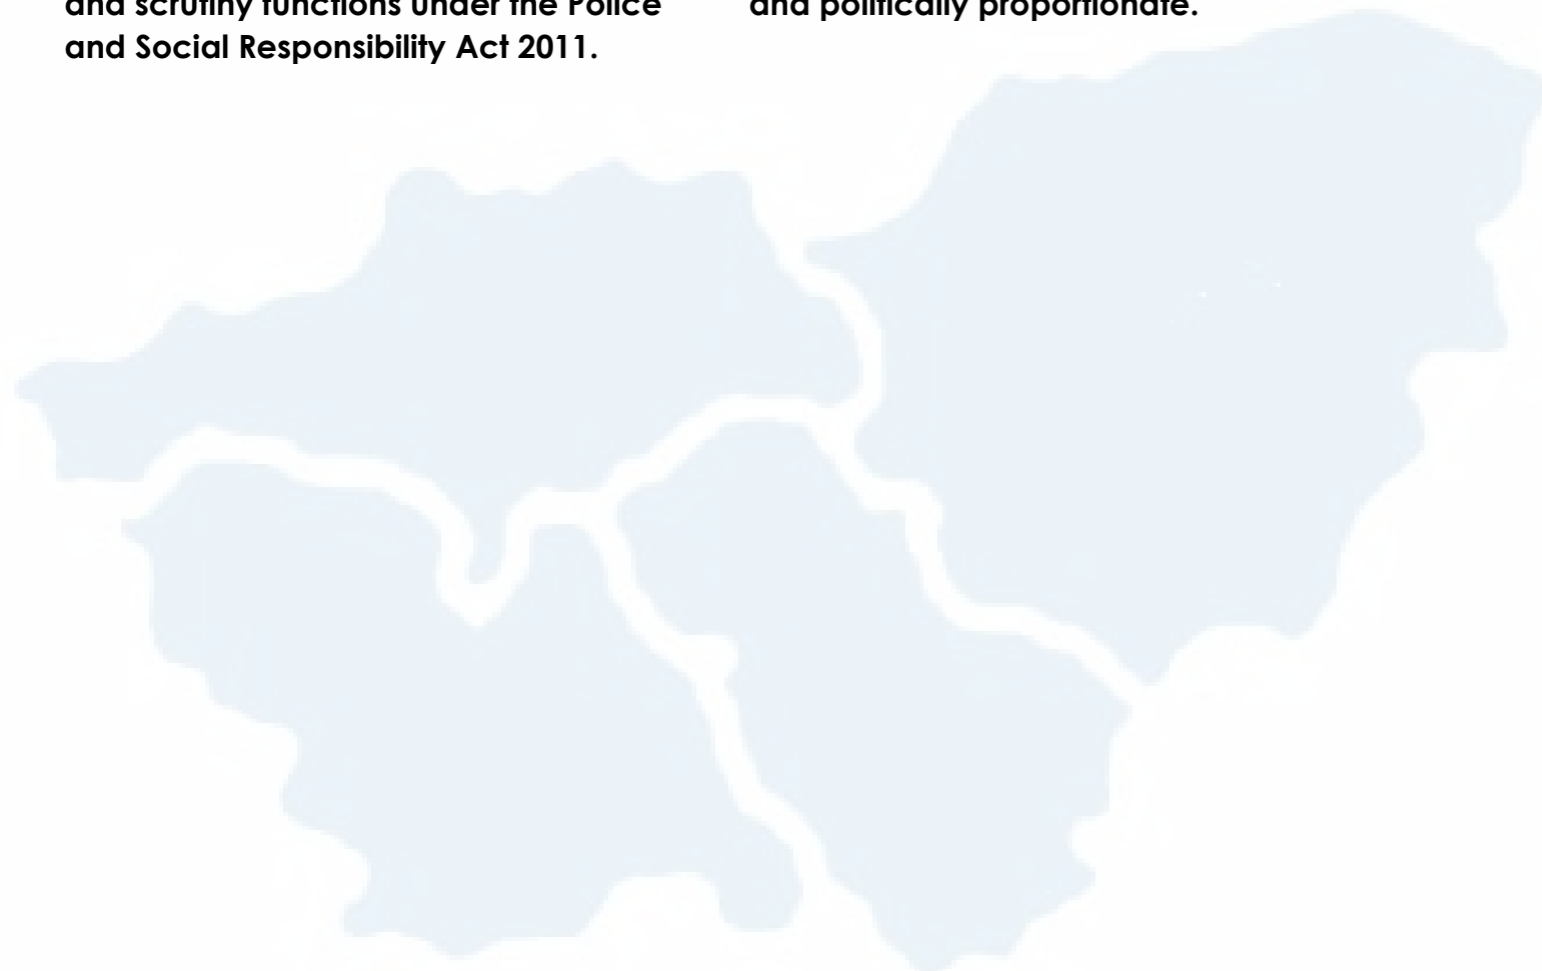 and scrutiny functions under the Police
and Social Responsibility Act 2011.
and politically proportionate.